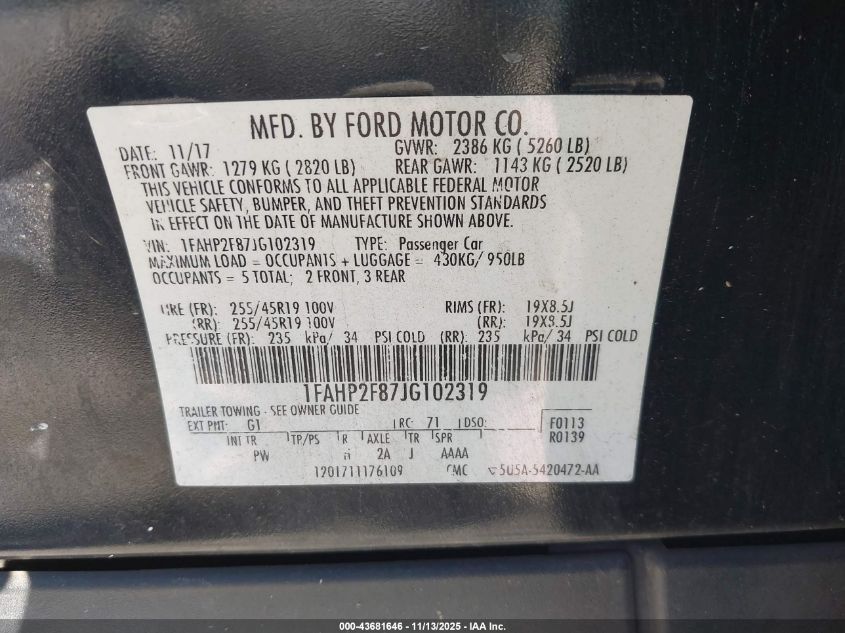 MFD. BY FORD MOTOR CO.
DATE: 11/17 GVWR: 2386 KG ( 5260 LB)
FRONT GAWR: 1279 KG ( 2820 LB) REAR GAWR: 1143 KG ( 2520 LB)
THIS VEHICLE CONFORMS TO ALL APPLICABLE FEDERAL MOTOR
VEHICLE SAFETY, BUMPER, AND THEFT PREVENTION STANDARDS
IN EFFECT ON THE DATE OF MANUFACTURE SHOWN ABOVE.
VIN: 1FAHP2F87JG102319 TYPE: Passenger Car
MAXIMUM LOAD = OCCUPANTS + LUGGAGE = 430KG/ 950LB
OCCUPANTS = 5 TOTAL; 2 FRONT, 3 REAR
TIRE (FR): 255/45R19 100V RIMS (FR): 19X8.5J
(RR): 255/45R19 100V (RR): 19X8.5J
PRESSURE (FR): 235 kPa/ 34 PSI COLD (RR): 235 kPa/ 34 PSI COLD
1FAHP2F87JG102319
TRAILER TOWING - SEE OWNER GUIDE
EXT PNT: G1 RC: 71 DSO: F0113
INT TR TP/PS R AXLE TR SPR R0139
PW 2A J AAAA
1201711176109 5U5A-5420472-AA
000-43681646 - 11/13/2025 - IAA Inc.